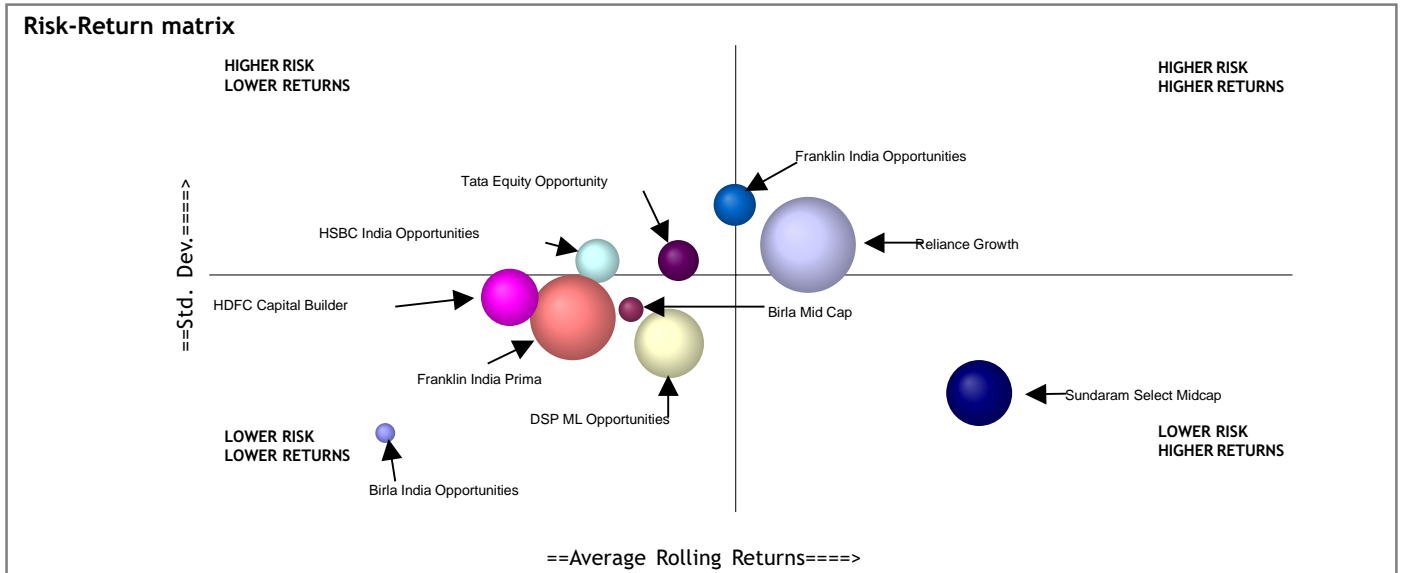 Risk-Return matrix
HIGHER RISK
LOWER RETURNS
HIGHER RISK
HIGHER RETURNS
Franklin India Opportunities
Tata Equity Opportunity
HSBC India Opportunities
Reliance Growth
==Std. Dev.====>
HDFC Capital Builder
Birla Mid Cap
Franklin India Prima
Sundaram Select Midcap
DSP ML Opportunities
LOWER RISK
LOWER RETURNS
LOWER RISK
HIGHER RETURNS
Birla India Opportunities
==Average Rolling Returns====>